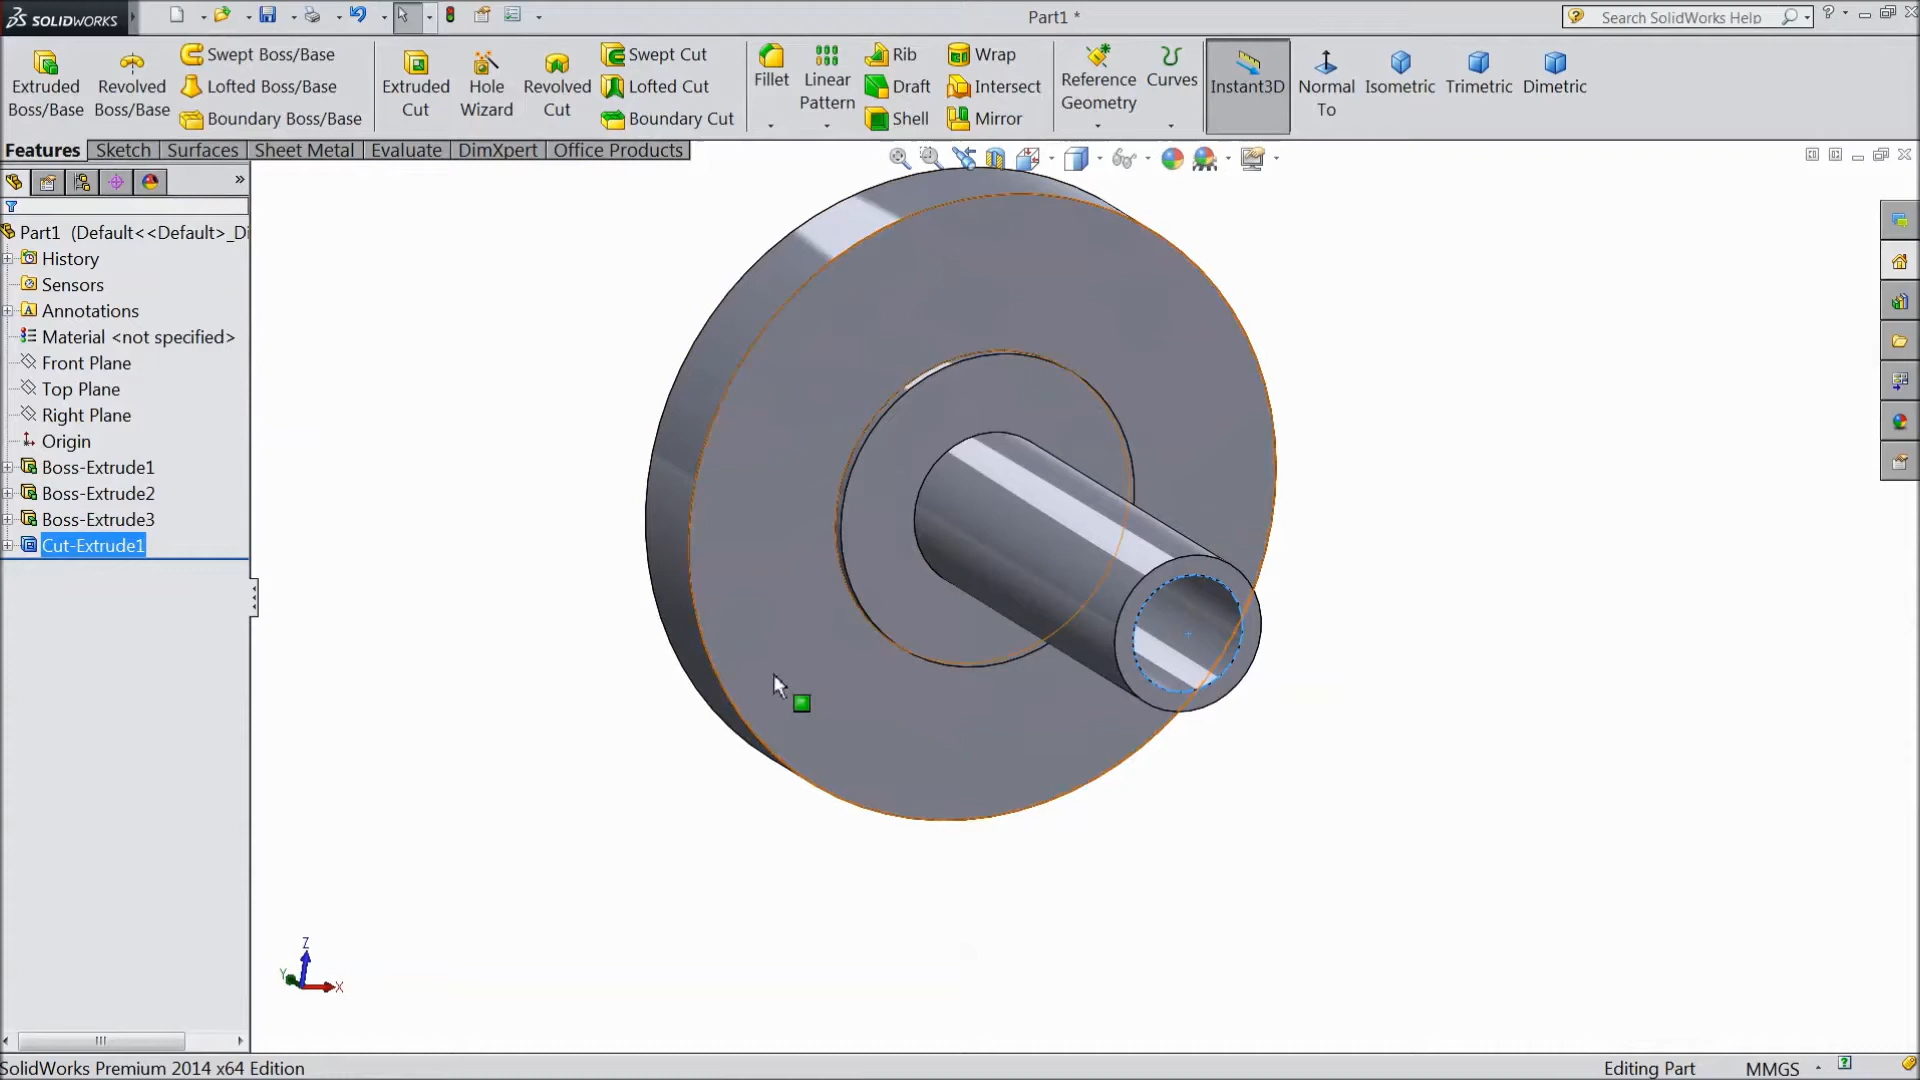 SOLIDWORKS
Part1 *
Search SolidWorks Help
Extruded Boss/Base
Revolved Boss/Base
Swept Boss/Base
Lofted Boss/Base
Boundary Boss/Base
Extruded Cut
Hole Wizard
Revolved Cut
Swept Cut
Lofted Cut
Boundary Cut
Fillet
Linear Pattern
Rib
Draft
Shell
Wrap
Intersect
Mirror
Reference Geometry
Curves
Instant3D
Normal To
Isometric
Trimetric
Dimetric
Features
Sketch
Surfaces
Sheet Metal
Evaluate
DimXpert
Office Products
Part1 (Default<<Default>_Di
History
Sensors
Annotations
Material <not specified>
Front Plane
Top Plane
Right Plane
Origin
Boss-Extrude1
Boss-Extrude2
Boss-Extrude3
Cut-Extrude1
Z
Y
X
SolidWorks Premium 2014 x64 Edition
Editing Part
MMGS